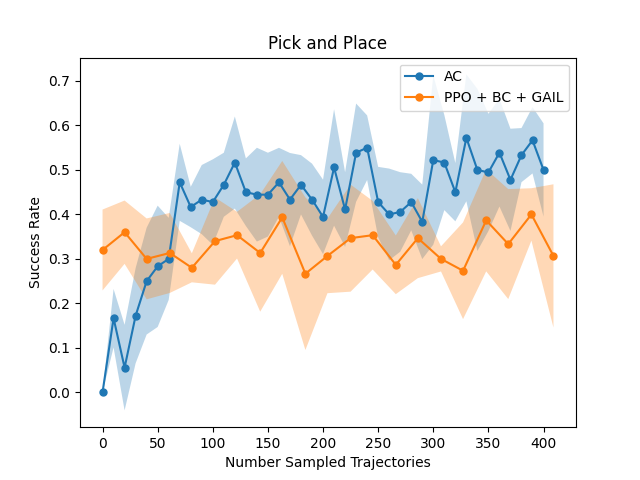 Pick and Place
AC
PPO + BC + GAIL
0.7
0.6
0.5
0.4
0.3
0.2
0.1
0.0
Success Rate
0 50 100 150 200 250 300 350 400
Number Sampled Trajectories